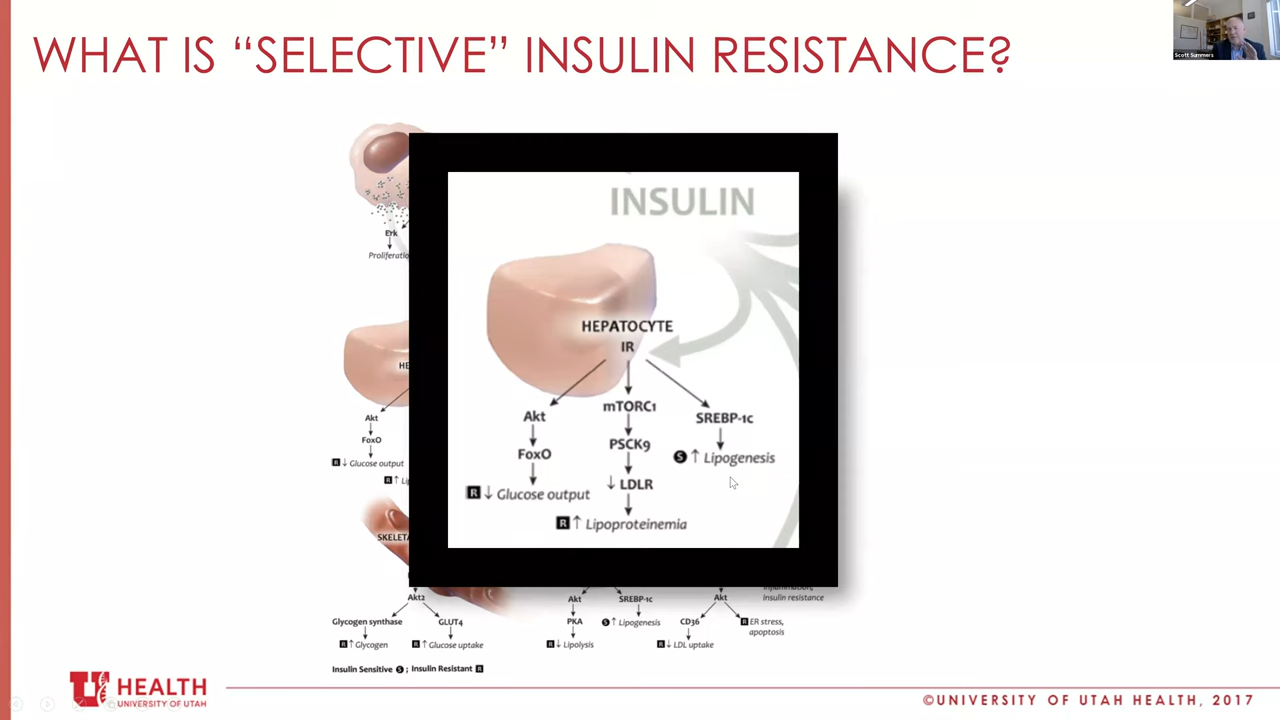 WHAT IS “SELECTIVE” INSULIN RESISTANCE?
Scott Summers
Erk
INSULIN
HEPATOCYTE
IR
Akt
mTORC1
SREBP-1c
FoxO
PSCK9
S ↑ Lipogenesis
↓ LDLR
R ↓ Glucose output
R ↑ Lipoproteinemia
Akt
FoxO
R ↓ Glucose output
R ↑
Akt2
Glycogen synthase
GLUT4
R ↑ Glycogen
R ↑ Glucose uptake
Akt
SREBP-1c
PKA
S ↑ Lipogenesis
R ↓ Lipolysis
insulin resistance
Akt
CD36
R ER stress,
apoptosis
R ↓ LDL uptake
Insulin Sensitive S ; Insulin Resistant R
U HEALTH
UNIVERSITY OF UTAH
©UNIVERSITY OF UTAH HEALTH, 2017